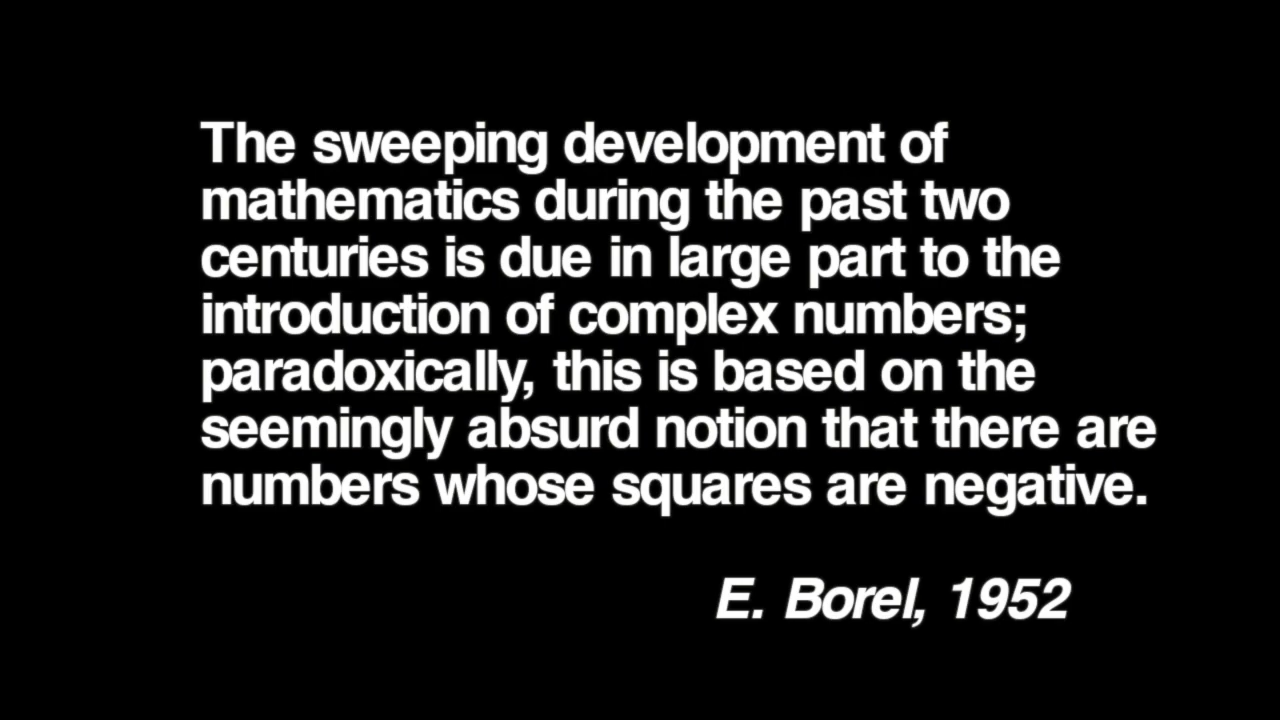 The sweeping development of
mathematics during the past two
centuries is due in large part to the
introduction of complex numbers;
paradoxically, this is based on the
seemingly absurd notion that there are
numbers whose squares are negative.
E. Borel, 1952